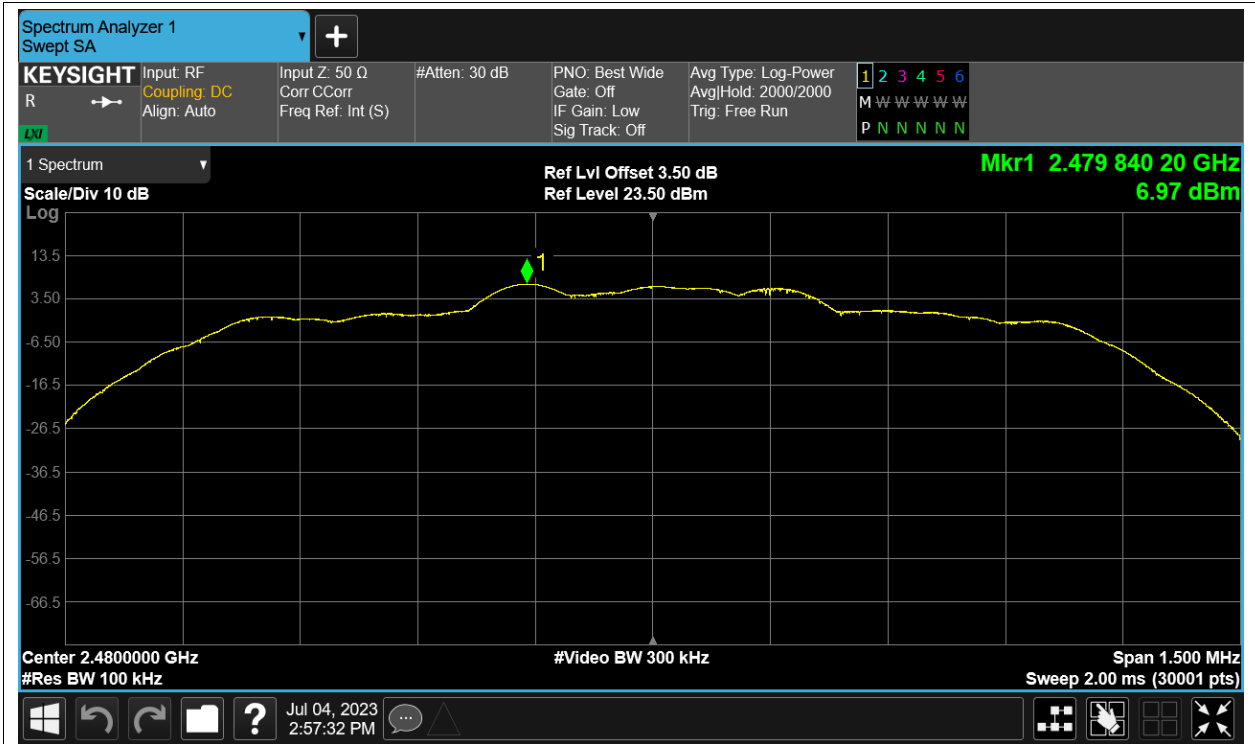 Spectrum Analyzer 1
Swept SA
KEYSIGHT
R
LXI
Input: RF
Coupling: DC
Align: Auto
Input Z: 50 Ω
Corr CCorr
Freq Ref: Int (S)
#Atten: 30 dB
PNO: Best Wide
Gate: Off
IF Gain: Low
Sig Track: Off
Avg Type: Log-Power
Avg|Hold: 2000/2000
Trig: Free Run
1 2 3 4 5 6
M W W W W W
P N N N N N
1 Spectrum
Scale/Div 10 dB
Ref Lvl Offset 3.50 dB
Ref Level 23.50 dBm
Mkr1 2.479 840 20 GHz
6.97 dBm
Log
1
13.5
3.50
-6.50
-16.5
-26.5
-36.5
-46.5
-56.5
-66.5
Center 2.4800000 GHz
#Video BW 300 kHz
Span 1.500 MHz
#Res BW 100 kHz
Sweep 2.00 ms (30001 pts)
?
Jul 04, 2023
2:57:32 PM